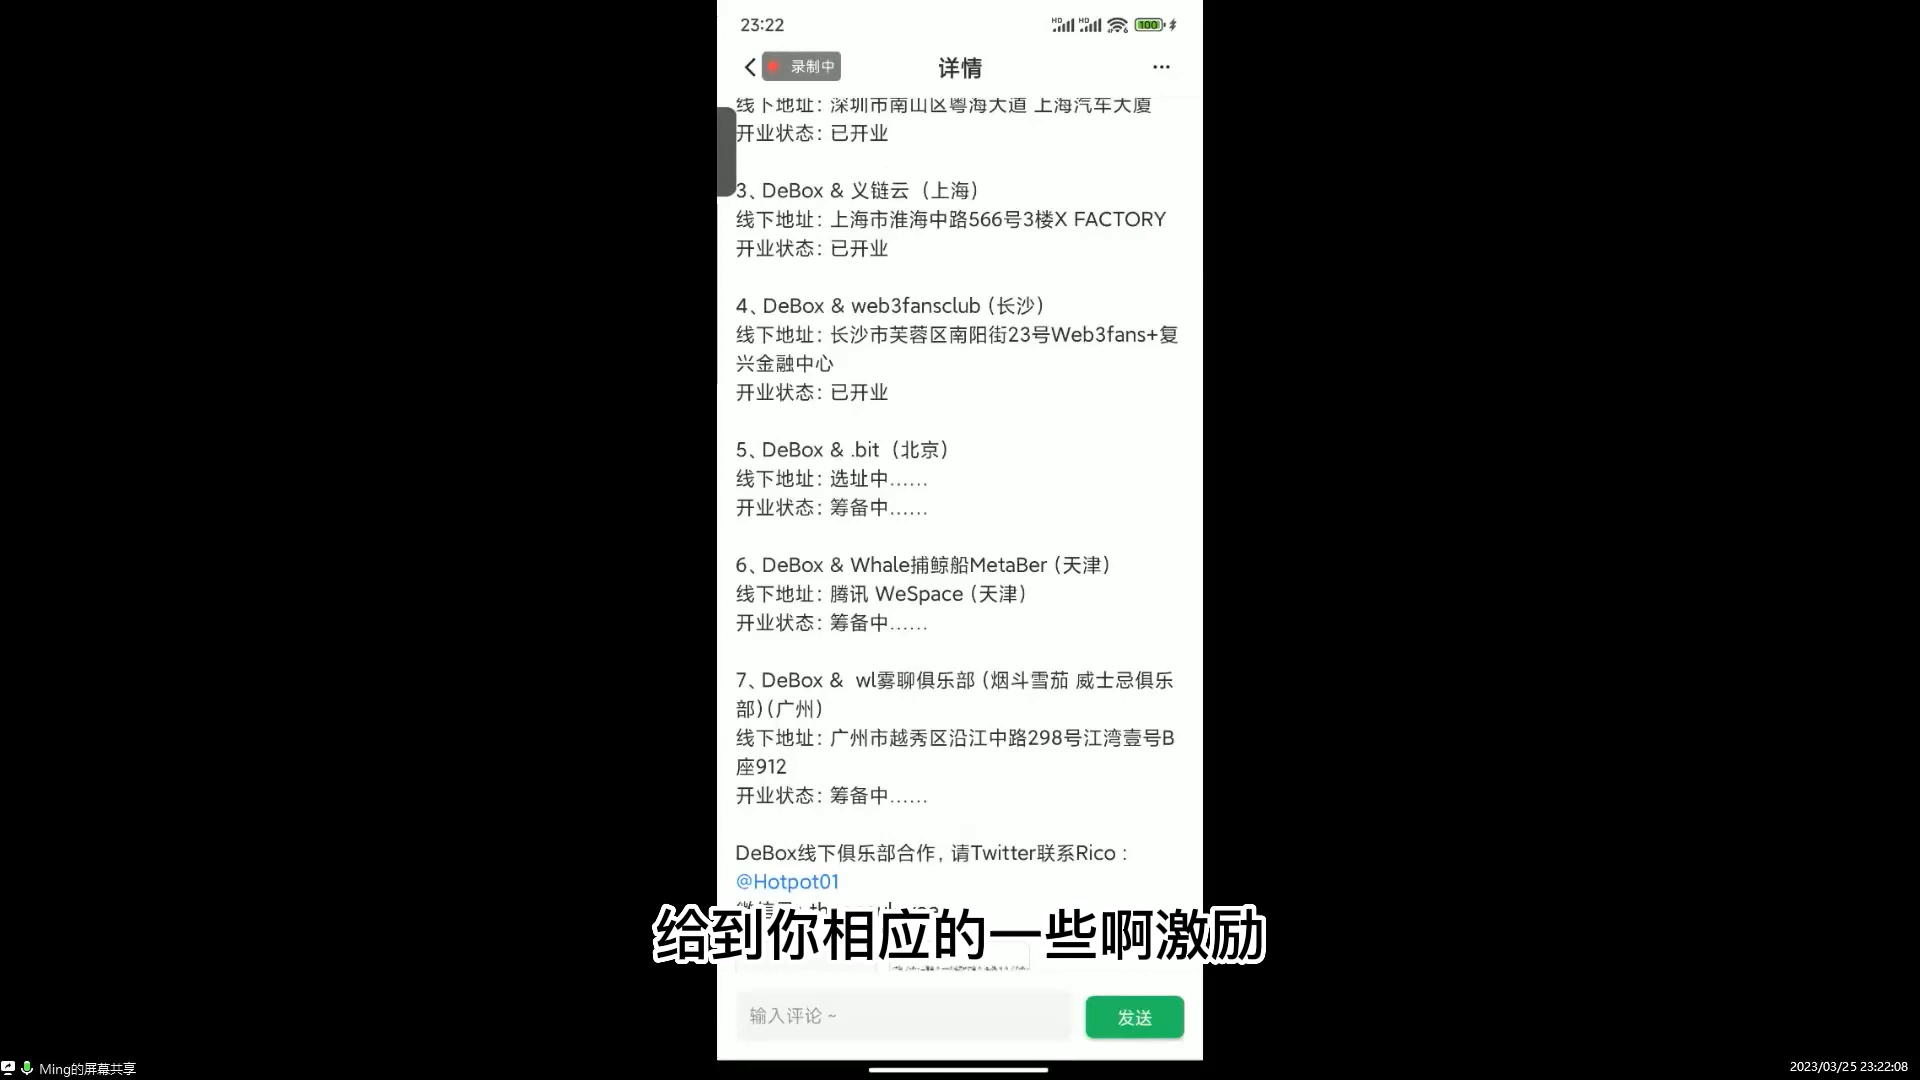 23:22
HD HD 100
录制中
详情
线下地址：深圳市南山区粤海大道 上海汽车大厦
开业状态：已开业
3、DeBox & 义链云（上海）
线下地址：上海市淮海中路566号3楼X FACTORY
开业状态：已开业
4、DeBox & web3fansclub（长沙）
线下地址：长沙市芙蓉区南阳街23号Web3fans+复
兴金融中心
开业状态：已开业
5、DeBox & .bit（北京）
线下地址：选址中……
开业状态：筹备中……
6、DeBox & Whale捕鲸船MetaBer（天津）
线下地址：腾讯 WeSpace（天津）
开业状态：筹备中……
7、DeBox &  wl雾聊俱乐部（烟斗雪茄 威士忌俱乐
部）（广州）
线下地址：广州市越秀区沿江中路298号江湾壹号B
座912
开业状态：筹备中……
DeBox线下俱乐部合作，请Twitter联系Rico：
@Hotpot01
给到你相应的一些啊激励
输入评论 ~
发送
Ming的屏幕共享
2023/03/25 23:22:08